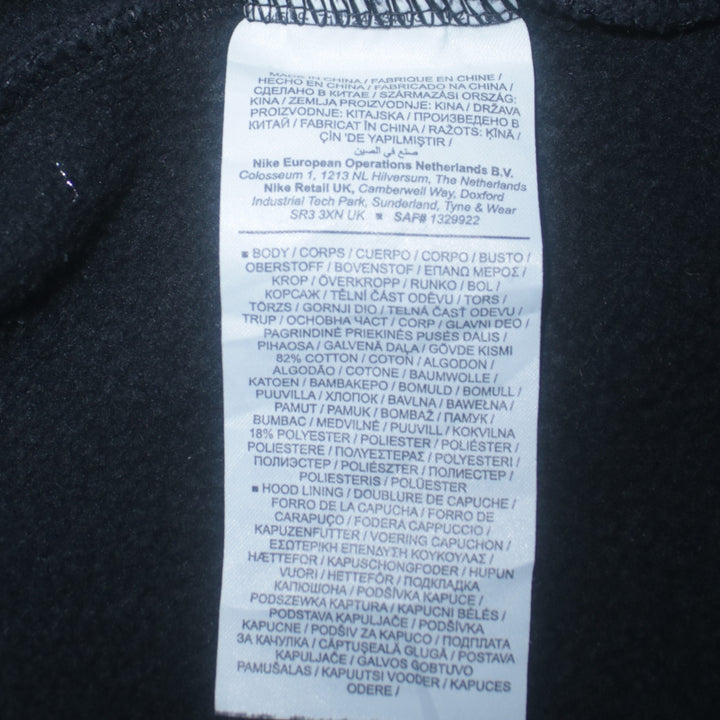 MADE IN CHINA / FABRIQUE EN CHINE /
HECHO EN CHINA / FABRICADO NA CHINA /
СДЕЛАНО В КИТАЕ / SZÁRMAZÁSI ORSZÁG:
KINA / ZEMLJA PROIZVODNJE: KINA / DRŽAVA
PROIZVODNJE: KITAJSKA / ПРОИЗВЕДЕНО В
КИТАЙ / FABRICAT ÎN CHINA / RAŽOTS: ĶĪNĀ /
ÇİN 'DE YAPILMIŞTIR /
صنع في الصين
Nike European Operations Netherlands B.V.
Colosseum 1, 1213 NL Hilversum, The Netherlands
Nike Retail UK, Camberwell Way, Doxford
Industrial Tech Park, Sunderland, Tyne & Wear
SR3 3XN UK ■ SAF# 1329922
■ BODY / CORPS / CUERPO / CORPO / BUSTO /
OBERSTOFF / BOVENSTOF / ΕΠΑΝΩ ΜΕΡΟΣ /
KROP / ÖVERKROPP / RUNKO / BOL /
КОРСАЖ / TĚLNÍ ČÁST ODĚVU / TORS /
TÖRZS / GORNJI DIO / TELNÁ ČASŤ ODEVU /
TRUP / ОСНОВНА ЧАСТ / CORP / GLAVNI DEO /
PAGRINDINĖ PRIEKINĖS PUSĖS DALIS /
PIHAOSA / GALVENĀ DAĻA / GÖVDE KISMI
82% COTTON / COTON / ALGODON /
ALGODÃO / COTONE / BAUMWOLLE /
KATOEN / ΒΑΜΒΑΚΕΡΟ / BOMULD / BOMULL /
PUUVILLA / ХЛОПОК / BAVLNA / BAWEŁNA /
PAMUT / PAMUK / BOMBAŽ / ПАМУК /
BUMBAC / MEDVILNĖ / PUUVILL / KOKVILNA
18% POLYESTER / POLIESTER / POLIÉSTER /
POLIESTERE / ΠΟΛΥΕΣΤΕΡΑΣ / POLYESTERI /
ПОЛИЭСТЕР / POLIÉSZTER / ПОЛИЕСТЕР /
POLIESTERIS / POLÜESTER
■ HOOD LINING / DOUBLURE DE CAPUCHE /
FORRO DE LA CAPUCHA / FORRO DE
CARAPUÇO / FODERA CAPPUCCIO /
KAPUZENFUTTER / VOERING CAPUCHON /
ΕΣΩΤΕΡΙΚΗ ΕΠΕΝΔΥΣΗ ΚΟΥΚΟΥΛΑΣ /
HÆTTEFOR / KAPUSCHONGFODER / HUPUN
VUORI / HETTEFÔR / ПОДКЛАДКА
КАПЮШОНА / PODŠÍVKA KAPUCE /
PODSZEWKA KAPTURA / KAPUCNI BÉLÉS /
PODSTAVA KAPULJAČE / PODŠÍVKA
KAPUCNE / PODŠIV ZA KAPUCO / ПОДПЛАТА
ЗА КАЧУЛКА / CĂPTUŞEALĂ GLUGĂ / POSTAVA
KAPULJAČE / GALVOS GOBTUVO
PAMUŠALAS / KAPUUTSI VOODER / KAPUCES
ODERE /